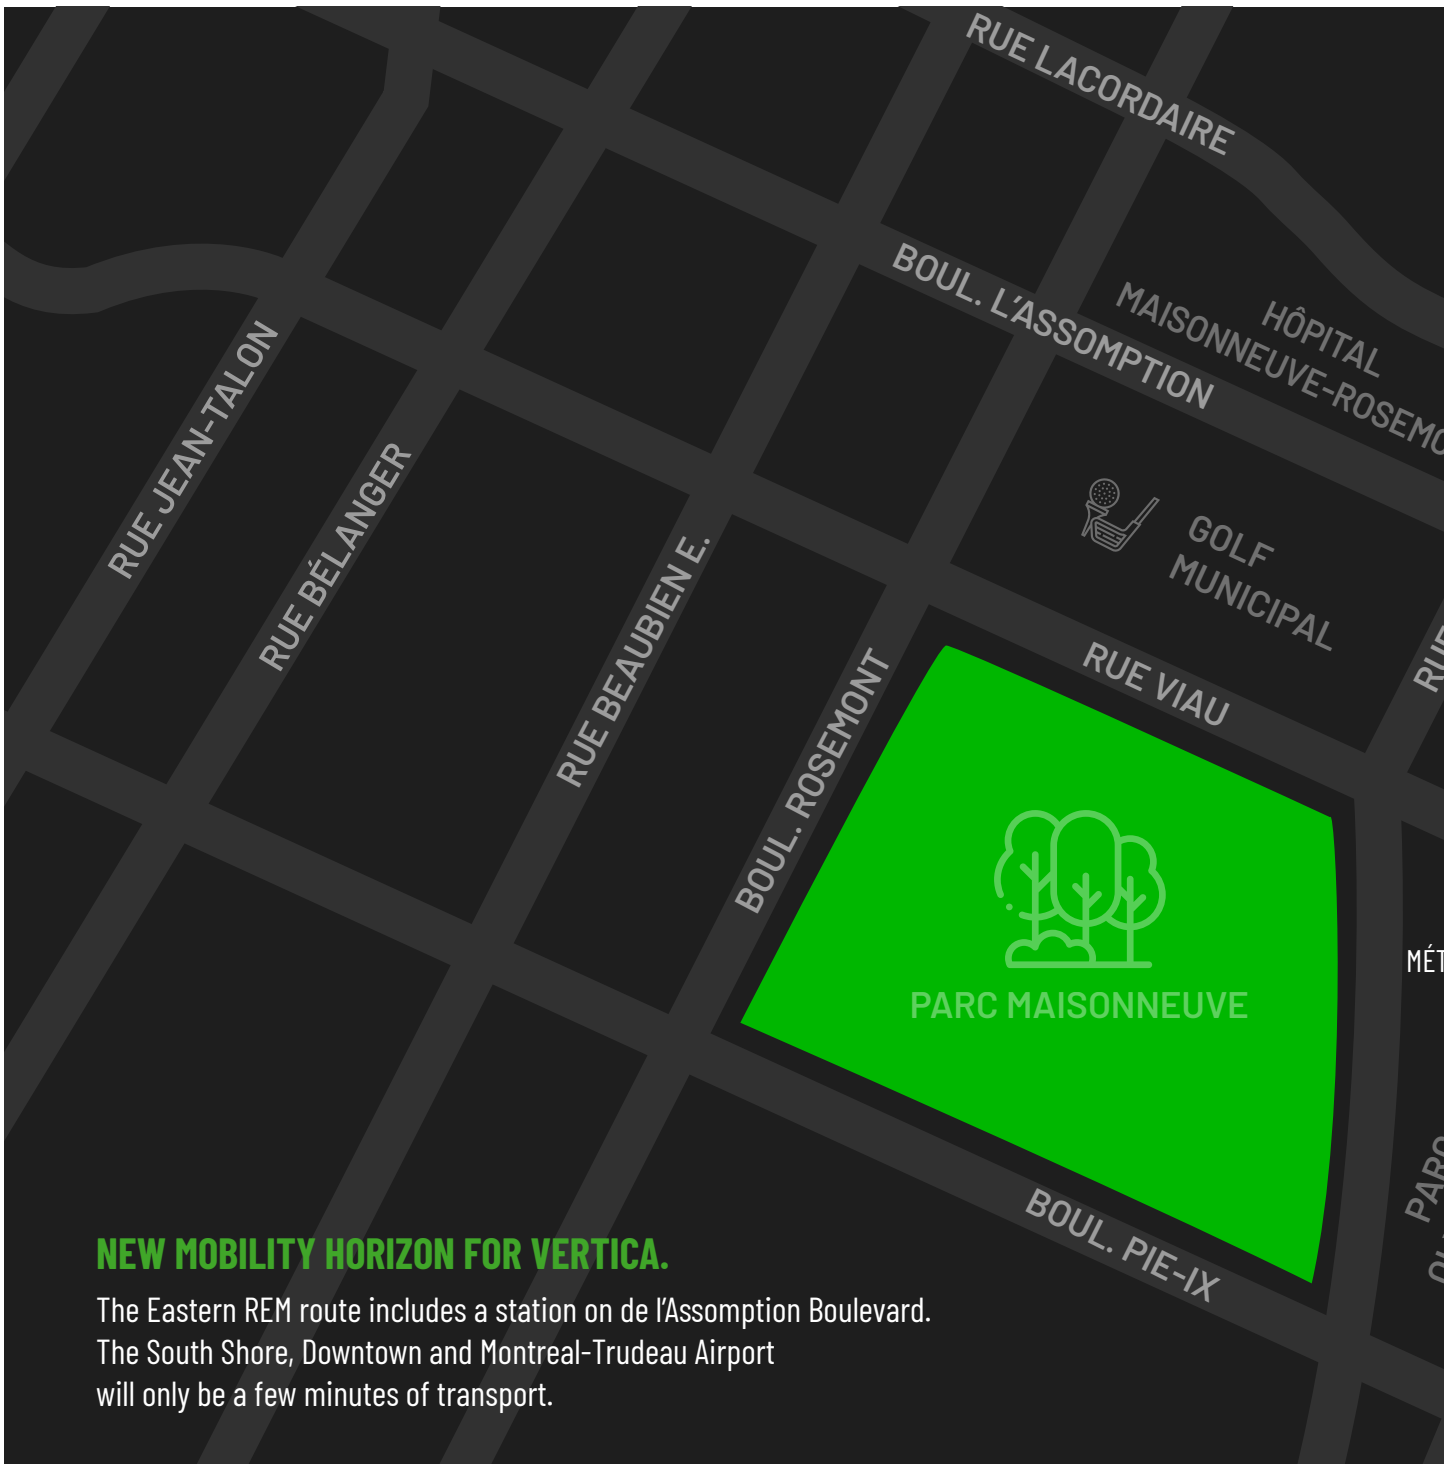 RUE LACORDAIRE
BOUL. L'ASSOMPTION
HÔPITAL
MAISONNEUVE-ROSEMO
RUE JEAN-TALON
RUE BÉLANGER
GOLF
MUNICIPAL
RUE BEAUBIEN E.
BOUL. ROSEMONT
RUE VIAU
RUE
PARC MAISONNEUVE
MÉT
PARC
BOUL. PIE-IX
NEW MOBILITY HORIZON FOR VERTICA.
The Eastern REM route includes a station on de l'Assomption Boulevard.
The South Shore, Downtown and Montreal-Trudeau Airport
will only be a few minutes of transport.